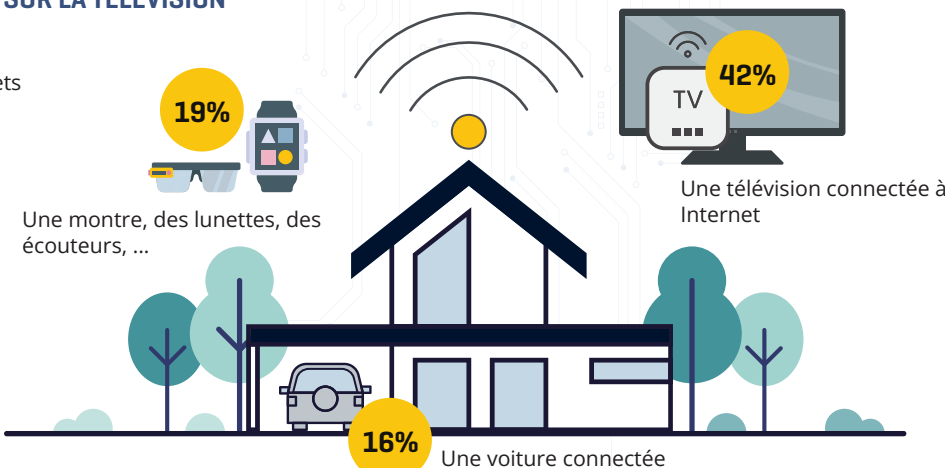 SUR LA TÉLÉVISION
ets
19%
Une montre, des lunettes, des
écouteurs, ...
42%
TV
Une télévision connectée à
Internet
16%
Une voiture connectée